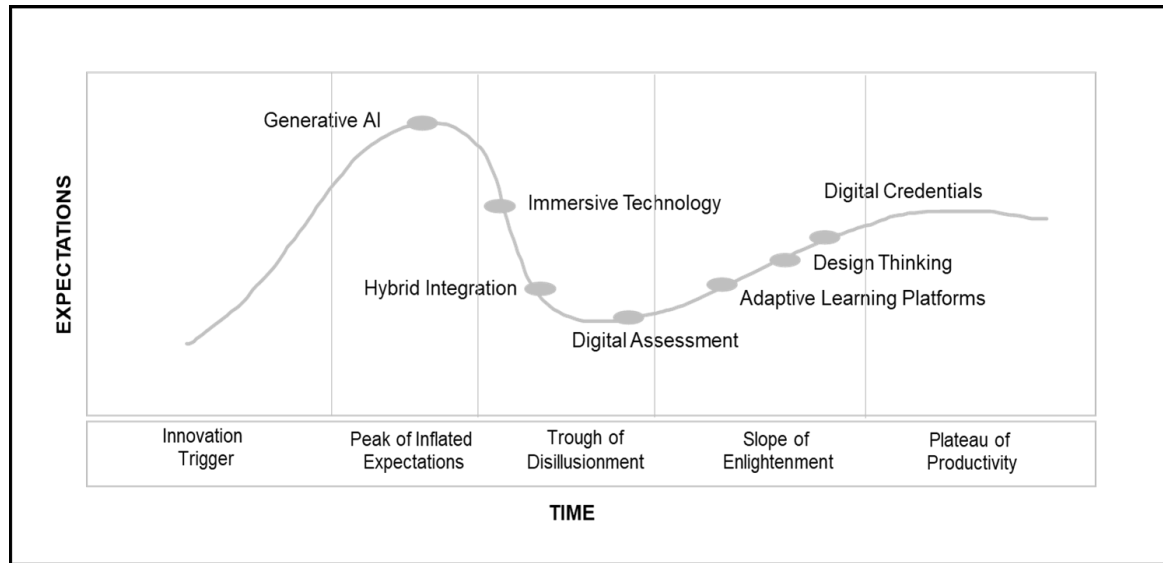 Generative AI
Digital Credentials
Immersive Technology
Design Thinking
Hybrid Integration
Adaptive Learning Platforms
Digital Assessment
EXPECTATIONS
Innovation
Trigger
Peak of Inflated
Expectations
Trough of
Disillusionment
Slope of
Enlightenment
Plateau of
Productivity
TIME